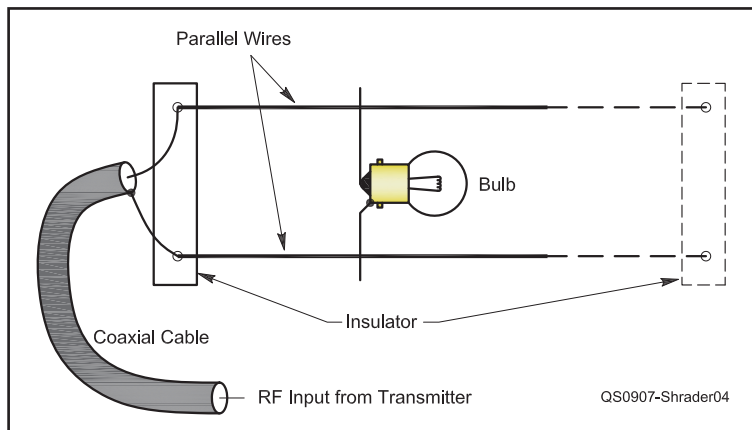 Parallel Wires
Bulb
Insulator
Coaxial Cable
RF Input from Transmitter
QS0907-Shrader04